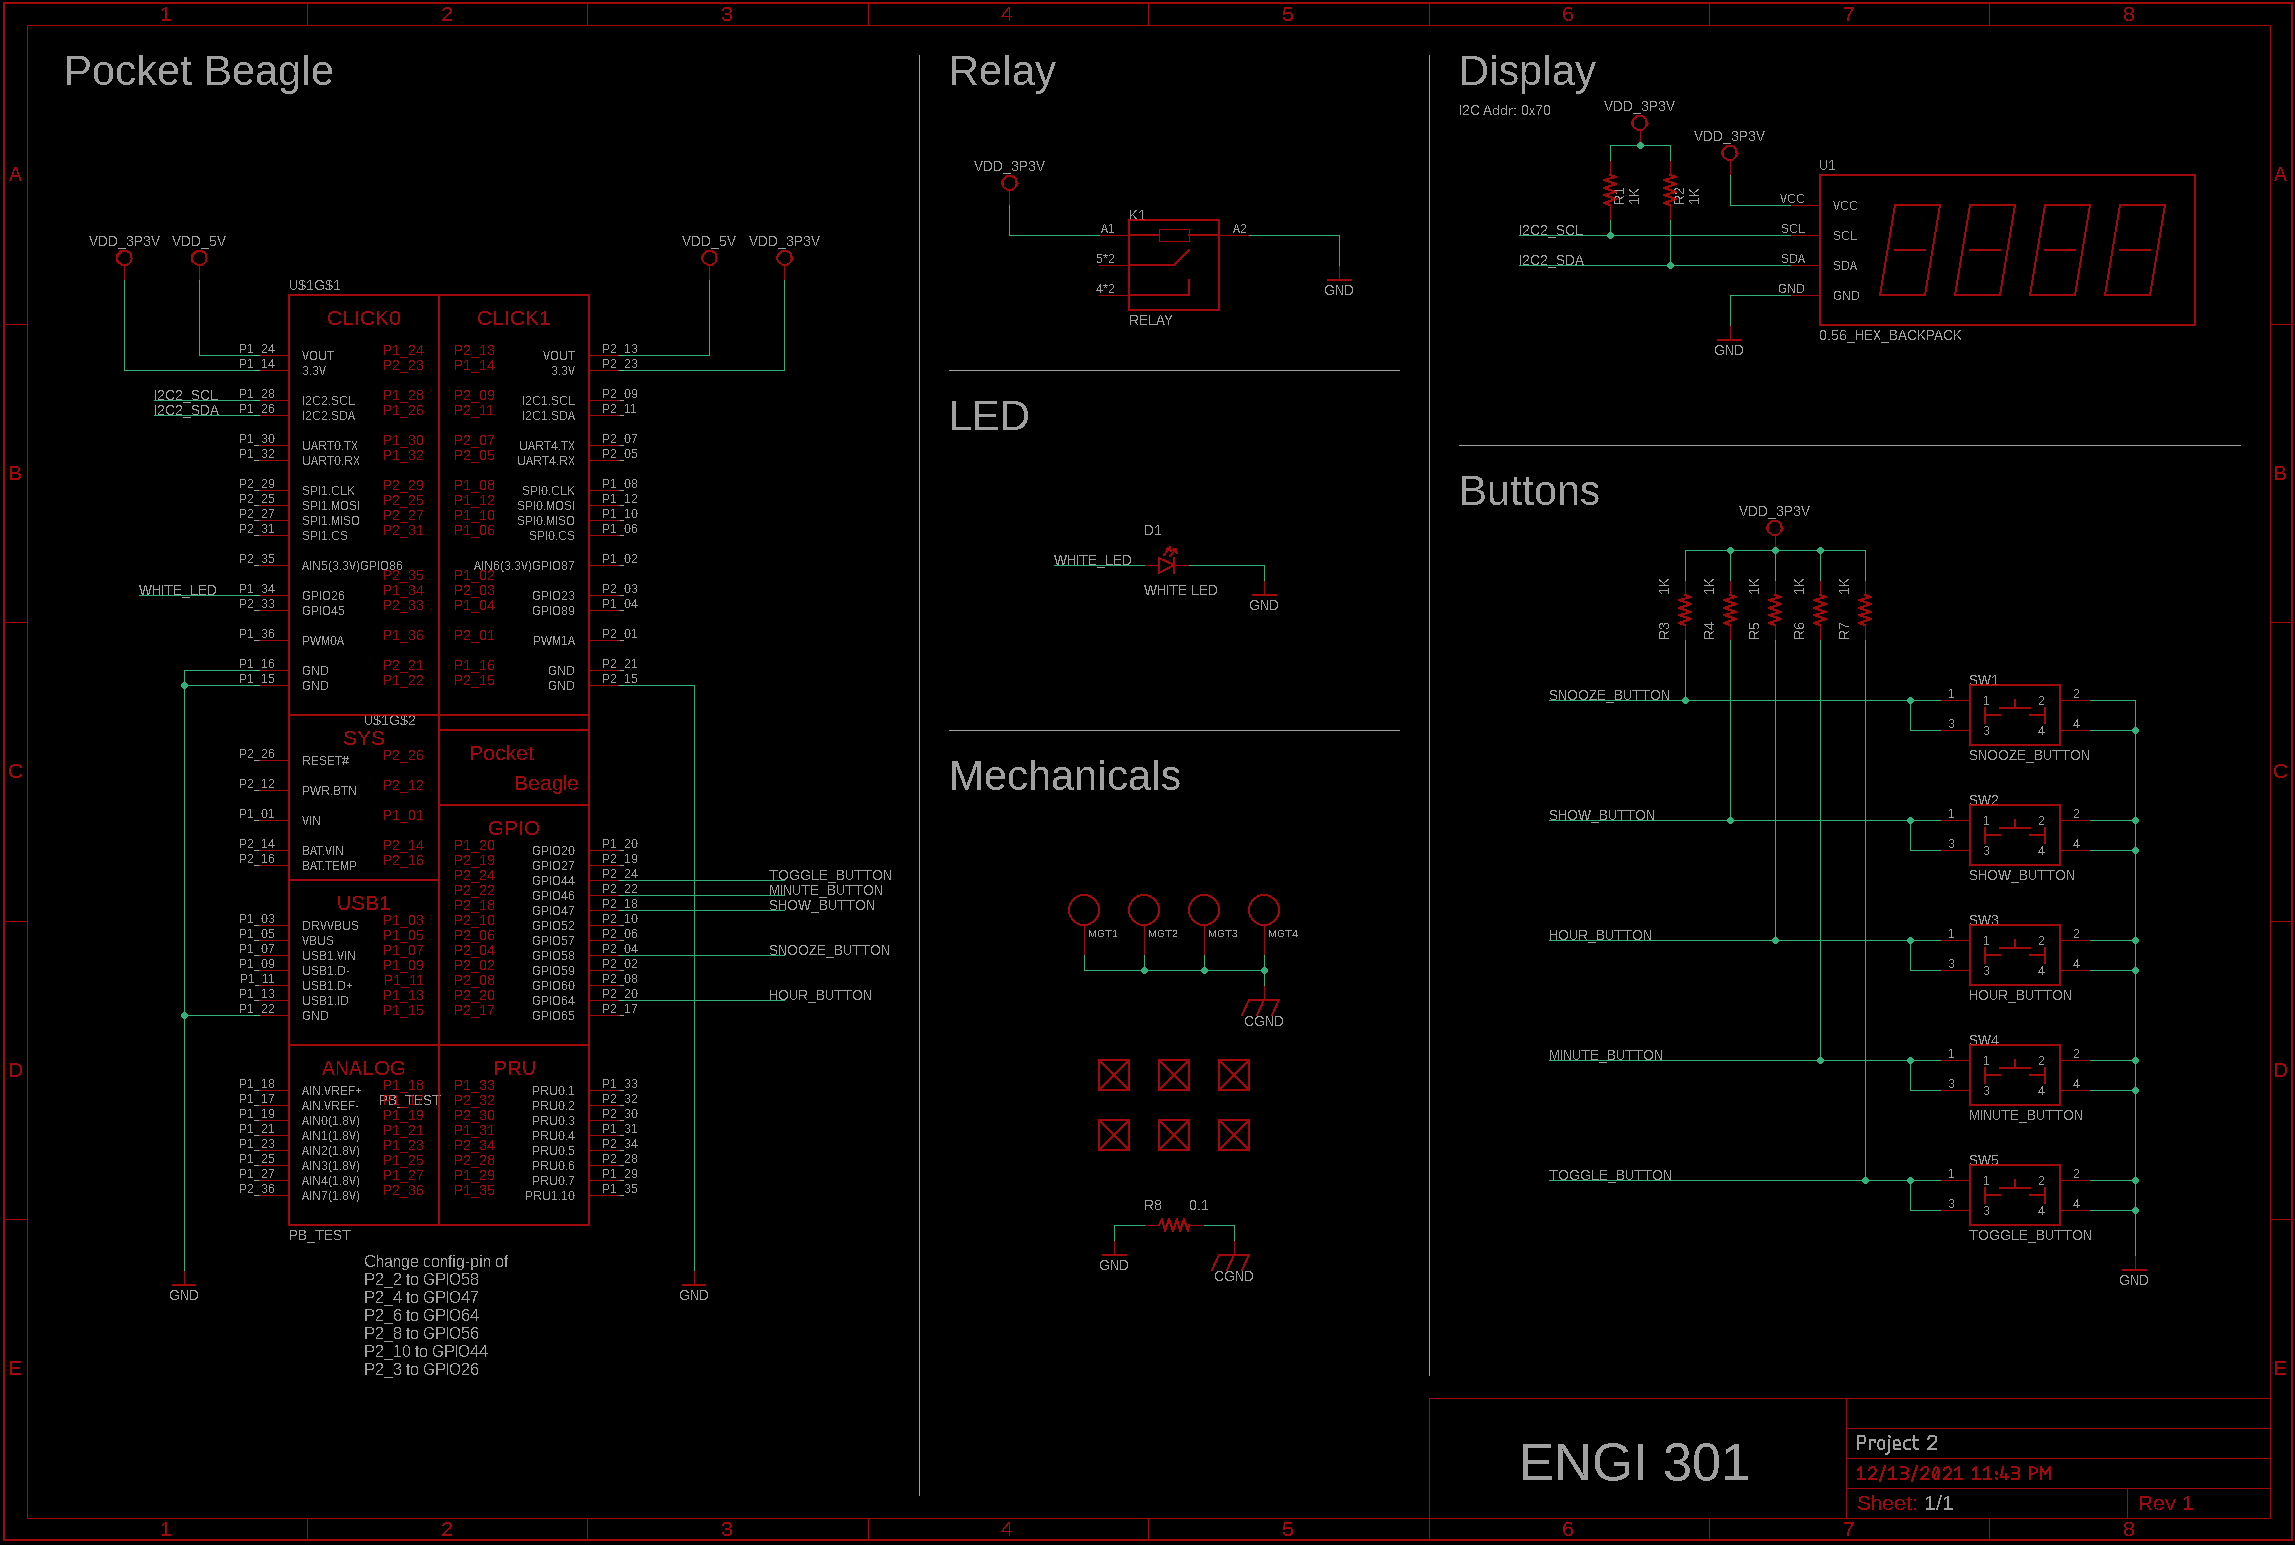 1 2 3 4 5 6 7 8
A
B
C
D
E
Pocket Beagle
VDD_3P3V VDD_5V
VDD_5V VDD_3P3V
U$1G$1
CLICK0 CLICK1
P1_24 VOUT P1_24 P2_13 VOUT P2_13
P1_14 3.3V P2_23 P1_14 3.3V P2_23
I2C2_SCL P1_28 I2C2.SCL P1_28 P2_09 I2C1.SCL P2_09
I2C2_SDA P1_26 I2C2.SDA P1_26 P2_11 I2C1.SDA P2_11
P1_30 UART0.TX P1_30 P2_07 UART4.TX P2_07
P1_32 UART0.RX P1_32 P2_05 UART4.RX P2_05
P2_29 SPI1.CLK P2_29 P1_08 SPI0.CLK P1_08
P2_25 SPI1.MOSI P2_25 P1_12 SPI0.MOSI P1_12
P2_27 SPI1.MISO P2_27 P1_10 SPI0.MISO P1_10
P2_31 SPI1.CS P2_31 P1_06 SPI0.CS P1_06
P2_35 AIN5(3.3V)GPIO86 P2_35 P1_02 AIN6(3.3V)GPIO87 P1_02
WHITE_LED P1_34 GPIO26 P1_34 P2_03 GPIO23 P2_03
P2_33 GPIO45 P2_33 P1_04 GPIO89 P1_04
P1_36 PWM0A P1_36 P2_01 PWM1A P2_01
P1_16 GND P2_21 P1_16 GND P2_21
P1_15 GND P1_22 P2_15 GND P2_15
U$1G$2
SYS
P2_26 RESET# P2_26
P2_12 PWR.BTN P2_12
P1_01 VIN P1_01
P2_14 BAT.VIN P2_14
P2_16 BAT.TEMP P2_16
Pocket
Beagle
GPIO
P1_20 GPIO20 P1_20
P2_19 GPIO27 P2_19
P2_24 GPIO44 P2_24 TOGGLE_BUTTON
P2_22 GPIO46 P2_22 MINUTE_BUTTON
P2_18 GPIO47 P2_18 SHOW_BUTTON
P2_10 GPIO52 P2_10
P2_06 GPIO57 P2_06
P2_04 GPIO58 P2_04 SNOOZE_BUTTON
P2_02 GPIO59 P2_02
P2_08 GPIO60 P2_08
P2_20 GPIO64 P2_20 HOUR_BUTTON
P2_17 GPIO65 P2_17
USB1
P1_03 DRVVBUS P1_03
P1_05 VBUS P1_05
P1_07 USB1.VIN P1_07
P1_09 USB1.D- P1_09
P1_11 USB1.D+ P1_11
P1_13 USB1.ID P1_13
P1_22 GND P1_15
ANALOG PRU
P1_18 AIN.VREF+ P1_18 P1_33 PRU0.1 P1_33
P1_17 AIN.VREF- PB_TEST P2_32 PRU0.2 P2_32
P1_19 AIN0(1.8V) P1_19 P2_30 PRU0.3 P2_30
P1_21 AIN1(1.8V) P1_21 P1_31 PRU0.4 P1_31
P1_23 AIN2(1.8V) P1_23 P2_34 PRU0.5 P2_34
P1_25 AIN3(1.8V) P1_25 P2_28 PRU0.6 P2_28
P1_27 AIN4(1.8V) P1_27 P1_29 PRU0.7 P1_29
P2_36 AIN7(1.8V) P2_36 P1_35 PRU1.10 P1_35
PB_TEST
GND GND
Change config-pin of
P2_2 to GPIO58
P2_4 to GPIO47
P2_6 to GPIO64
P2_8 to GPIO56
P2_10 to GPIO44
P2_3 to GPIO26
Relay
VDD_3P3V
K1
A1 A2
5*2
4*2
GND
RELAY
LED
D1
WHITE_LED
WHITE LED
GND
Mechanicals
MGT1 MGT2 MGT3 MGT4
CGND
R8 0.1
GND CGND
Display
I2C Addr: 0x70
VDD_3P3V
VDD_3P3V
R1 1K R2 1K
U1
VCC VCC
I2C2_SCL SCL SCL
I2C2_SDA SDA SDA
GND GND
GND
0.56_HEX_BACKPACK
Buttons
VDD_3P3V
1K 1K 1K 1K 1K
R3 R4 R5 R6 R7
SW1
SNOOZE_BUTTON 1 1 2 2
3 3 4 4
SNOOZE_BUTTON
SW2
SHOW_BUTTON 1 1 2 2
3 3 4 4
SHOW_BUTTON
SW3
HOUR_BUTTON 1 1 2 2
3 3 4 4
HOUR_BUTTON
SW4
MINUTE_BUTTON 1 1 2 2
3 3 4 4
MINUTE_BUTTON
SW5
TOGGLE_BUTTON 1 1 2 2
3 3 4 4
TOGGLE_BUTTON
GND
ENGI 301
Project 2
12/13/2021 11:43 PM
Sheet: 1/1 Rev 1
A
B
C
D
E
1 2 3 4 5 6 7 8